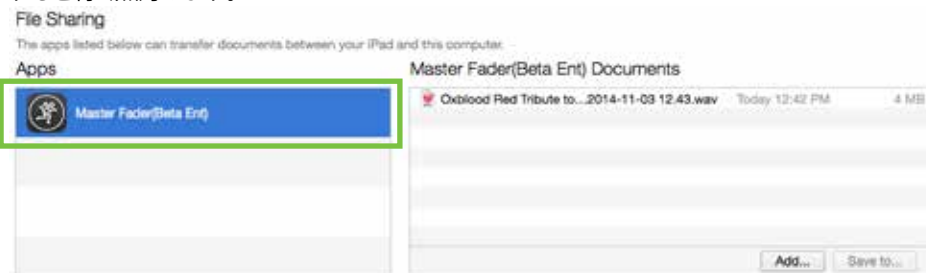 File Sharing
The apps listed below can transfer documents between your iPad and this computer.
Apps
Master Fader(Beta Ent) Documents
Master Fader(Beta Ent)
Oxblood Red Tribute to...2014-11-03 12.43.wav Today 12:42 PM 4 MB
Add... Save to...